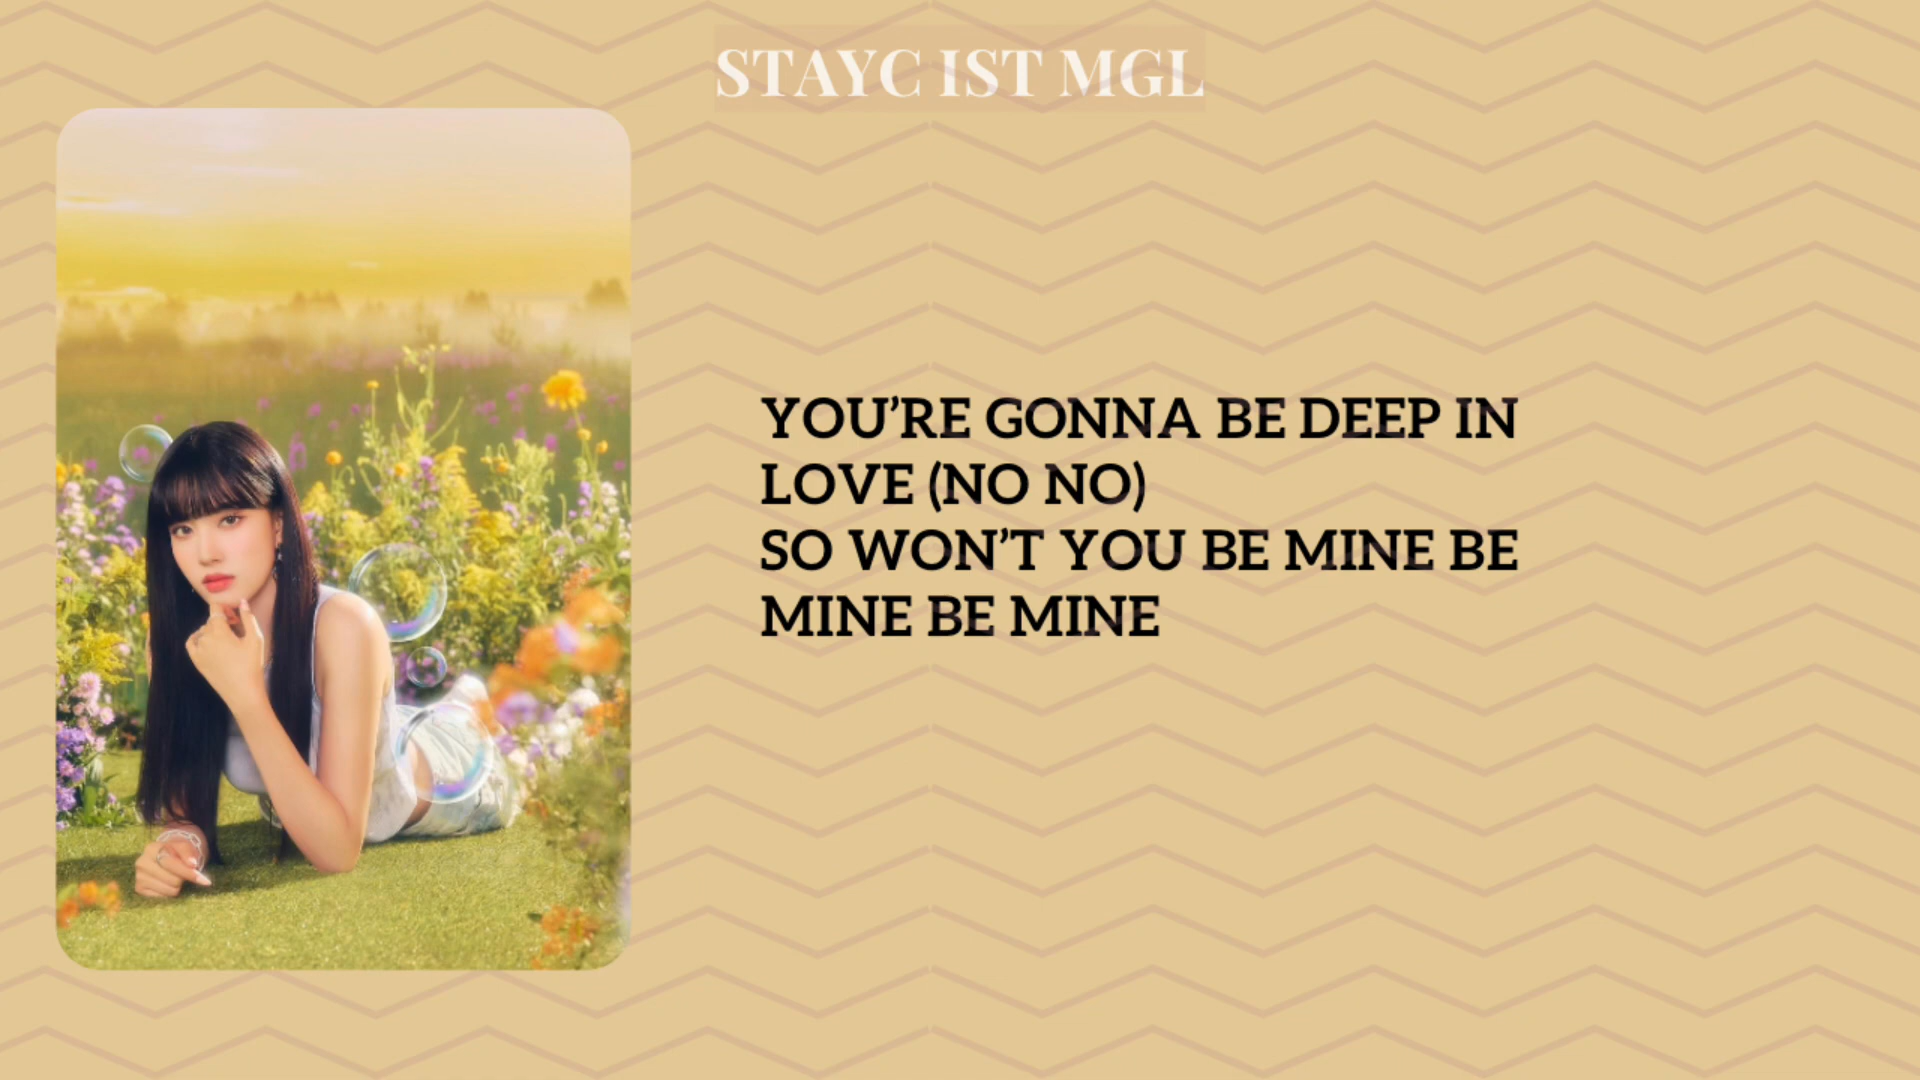 STAYC IST MGL
YOU’RE GONNA BE DEEP IN
LOVE (NO NO)
SO WON’T YOU BE MINE BE
MINE BE MINE